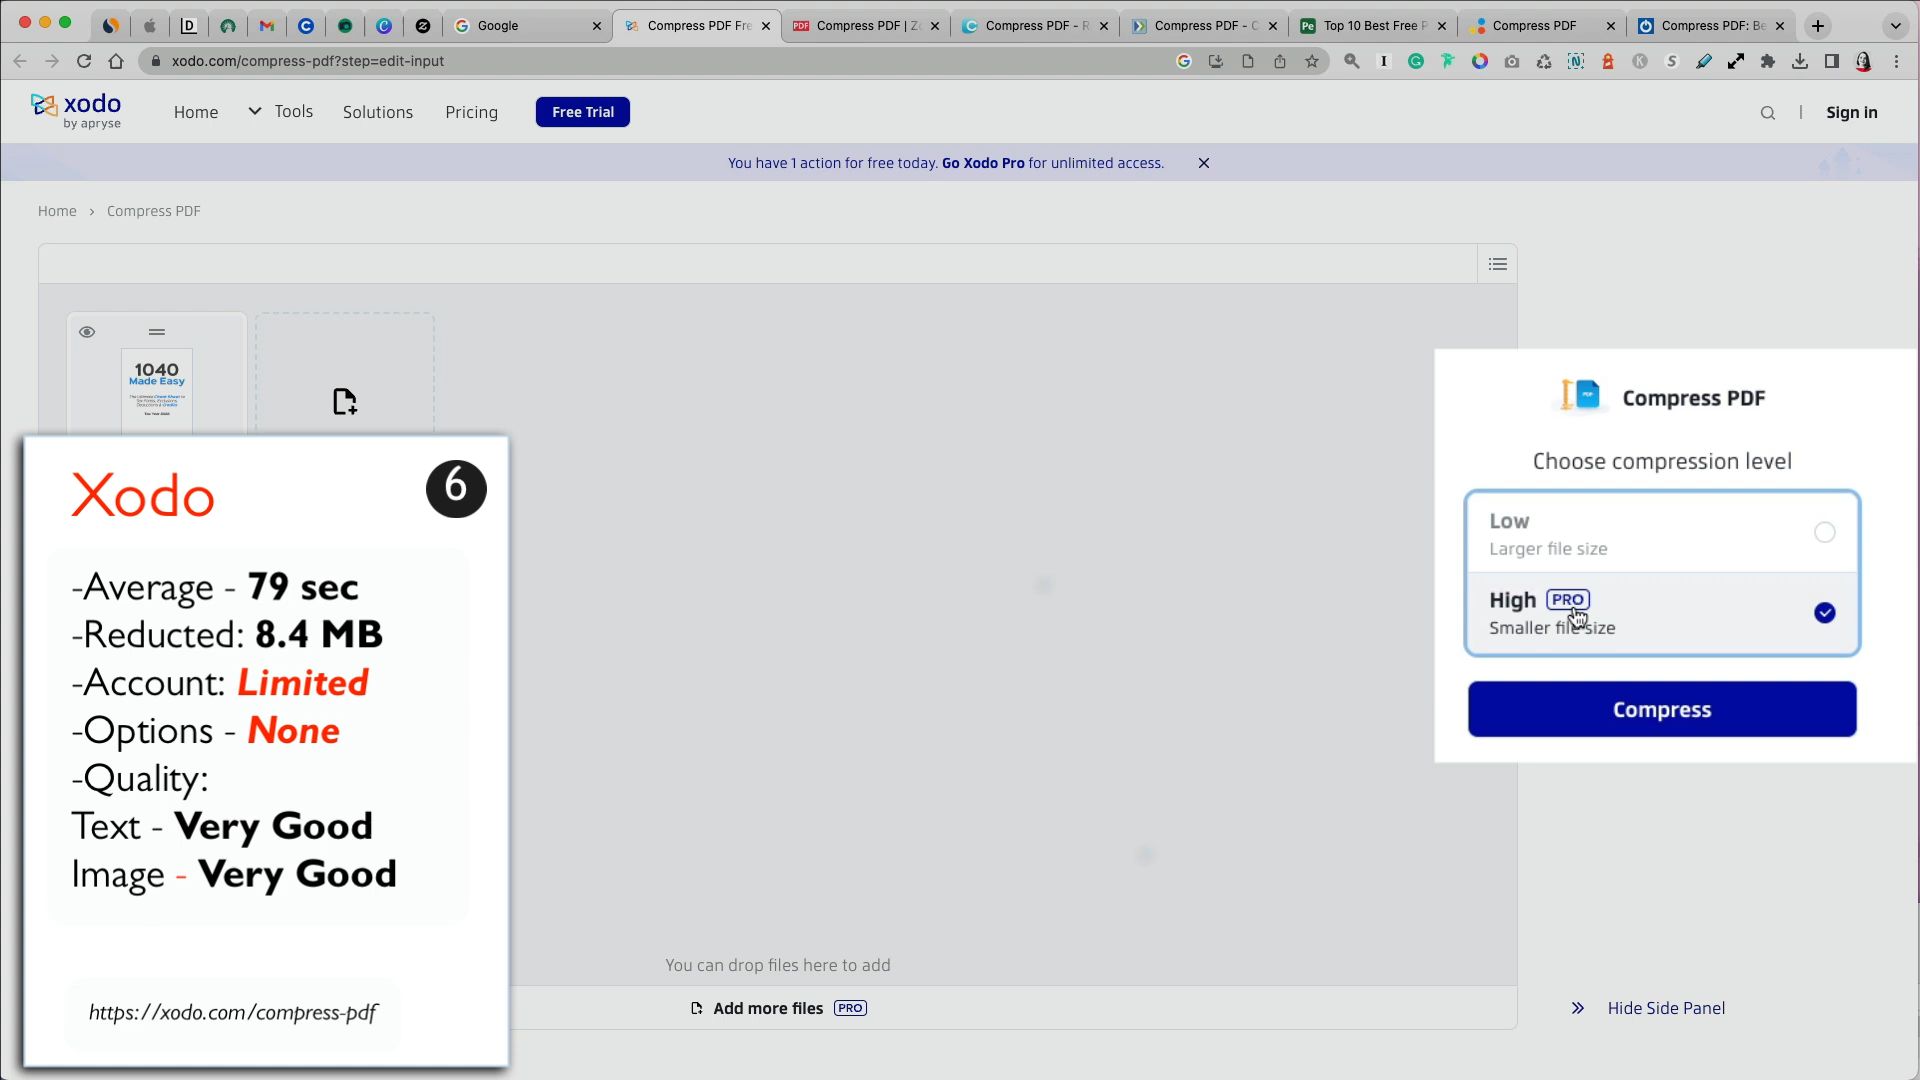 Google
Compress PDF Fre
Compress PDF | Zo
Compress PDF - R
Compress PDF - C
Top 10 Best Free P
Compress PDF
Compress PDF: Be
xodo.com/compress-pdf?step=edit-input
xodo
by apryse
Home
Tools
Solutions
Pricing
Free Trial
Sign in
You have 1 action for free today. Go Xodo Pro for unlimited access.
Home > Compress PDF
1040
Made Easy
Xodo
6
-Average - 79 sec
-Reducted: 8.4 MB
-Account: Limited
-Options - None
-Quality:
Text - Very Good
Image - Very Good
https://xodo.com/compress-pdf
Compress PDF
Choose compression level
Low
Larger file size
High PRO
Smaller file size
Compress
You can drop files here to add
Add more files PRO
Hide Side Panel